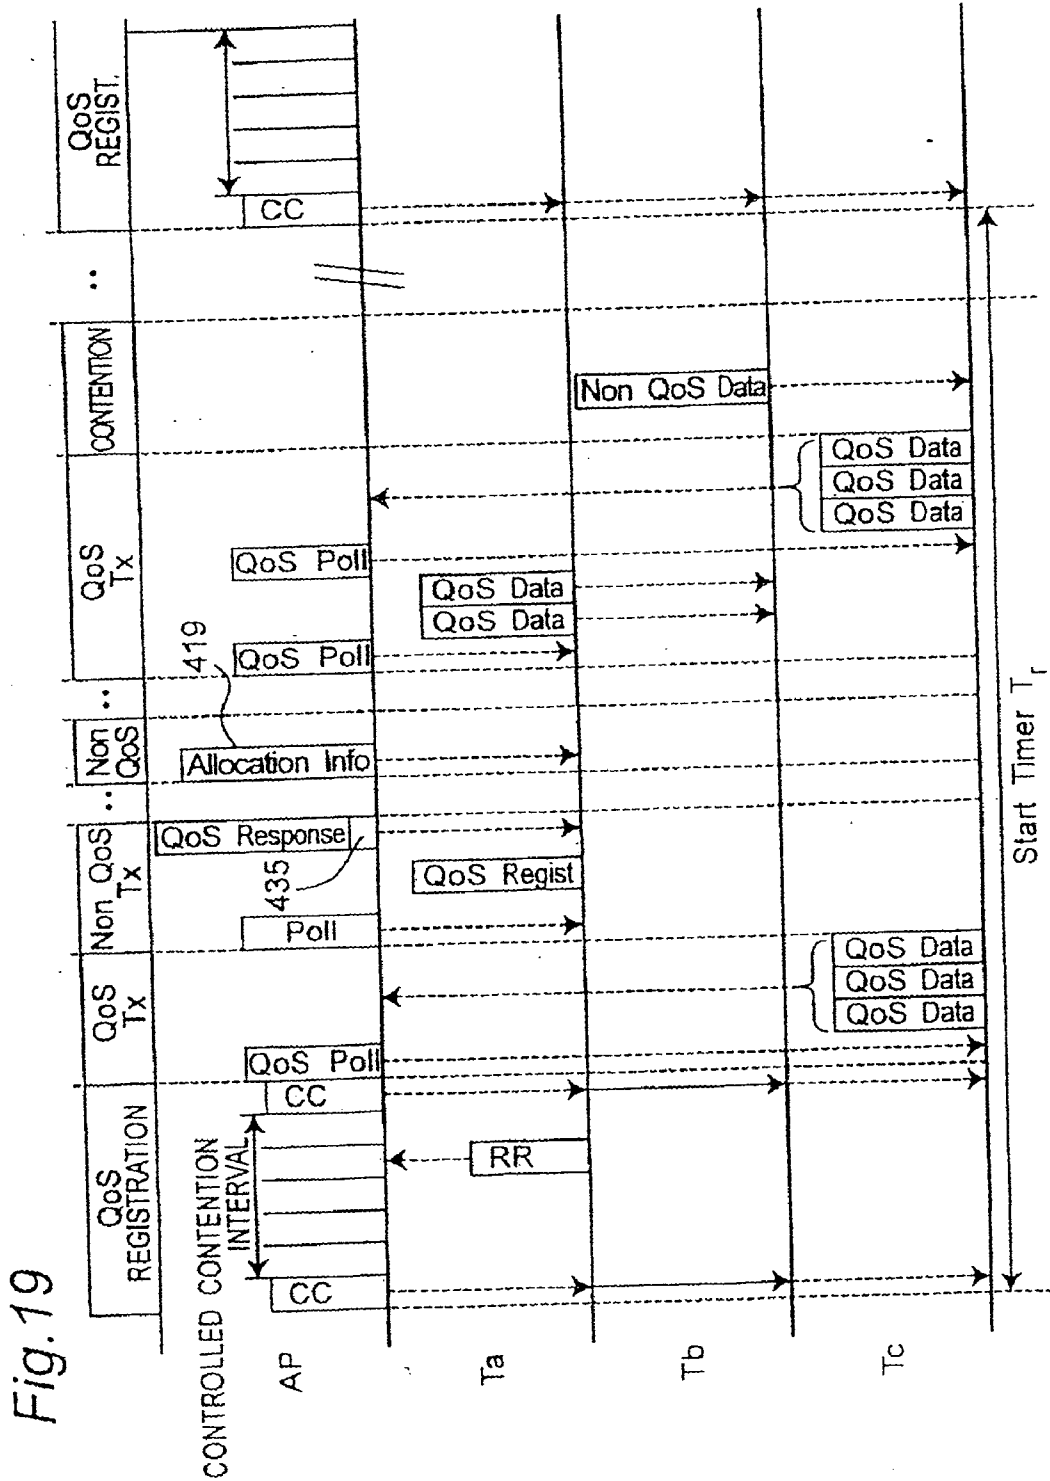 Fig.19
QoS
REGISTRATION
QoS
Tx
Non QoS
Tx
..
Non
QoS
..
QoS
Tx
CONTENTION
..
QoS
REGIST.
CONTROLLED CONTENTION
INTERVAL
AP
CC
CC
QoS Poll
Poll
435
QoS Response
Allocation Info
419
QoS Poll
QoS Poll
CC
Ta
RR
QoS Regist
QoS Data
QoS Data
Tb
Non QoS Data
Tc
QoS Data
QoS Data
QoS Data
QoS Data
QoS Data
QoS Data
Start Timer Tr